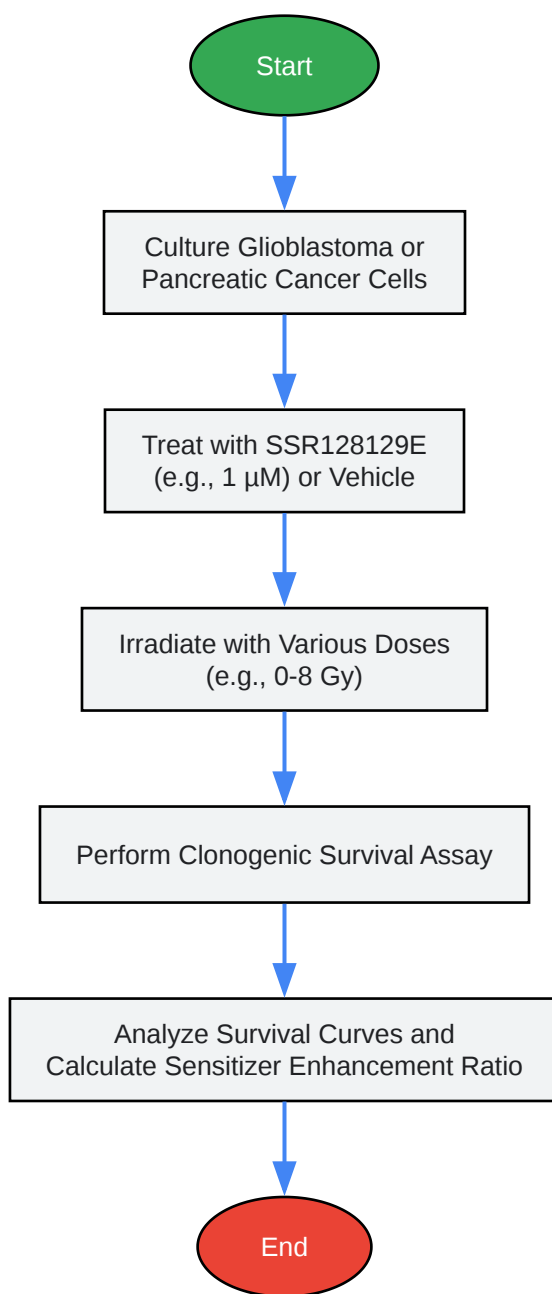 Start
Culture Glioblastoma or
Pancreatic Cancer Cells
Treat with SSR128129E
(e.g., 1 µM) or Vehicle
Irradiate with Various Doses
(e.g., 0-8 Gy)
Perform Clonogenic Survival Assay
Analyze Survival Curves and
Calculate Sensitizer Enhancement Ratio
End